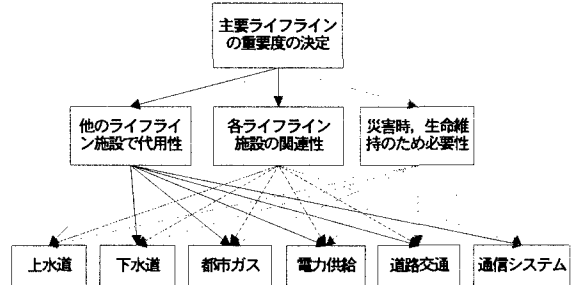 主要ライフライン
の重要度の決定
他のライフライ
ン施設で代用性
各ライフライン
施設の関連性
災害時，生命維
持のため必要性
上水道
下水道
都市ガス
電力供給
道路交通
通信システム